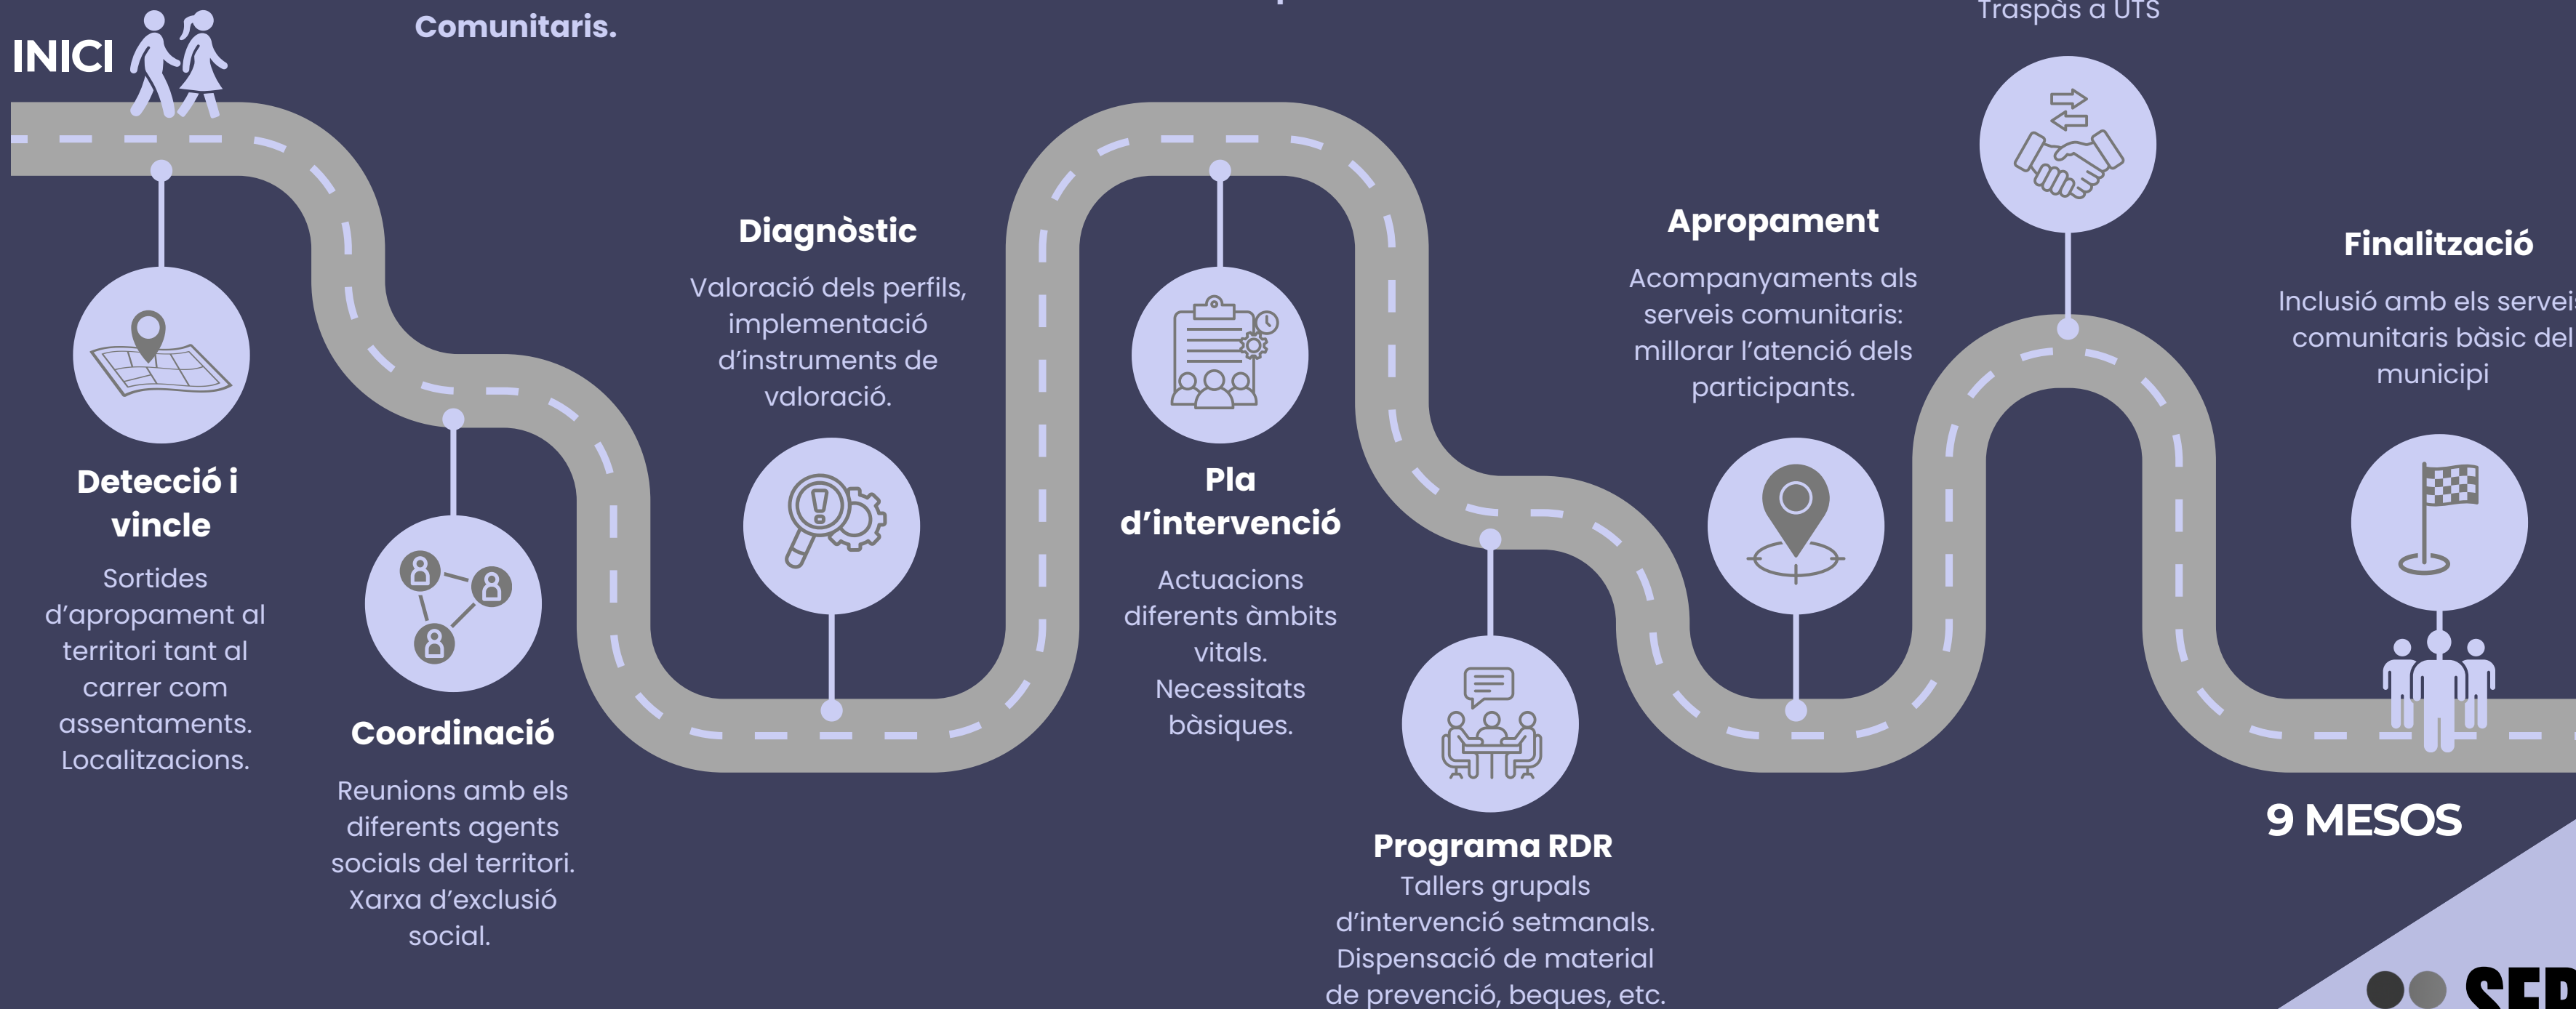 Comunitaris.
Traspàs a UTS
INICI
Detecció i
vincle
Sortides
d'apropament al
territori tant al
carrer com
assentaments.
Localitzacions.
Coordinació
Reunions amb els
diferents agents
socials del territori.
Xarxa d'exclusió
social.
Diagnòstic
Valoració dels perfils,
implementació
d'instruments de
valoració.
Pla
d'intervenció
Actuacions
diferents àmbits
vitals.
Necessitats
bàsiques.
Programa RDR
Tallers grupals
d'intervenció setmanals.
Dispensació de material
de prevenció, beques, etc.
Apropament
Acompanyaments als
serveis comunitaris:
millorar l'atenció dels
participants.
Finalització
Inclusió amb els serveis
comunitaris bàsic del
municipi
9 MESOS